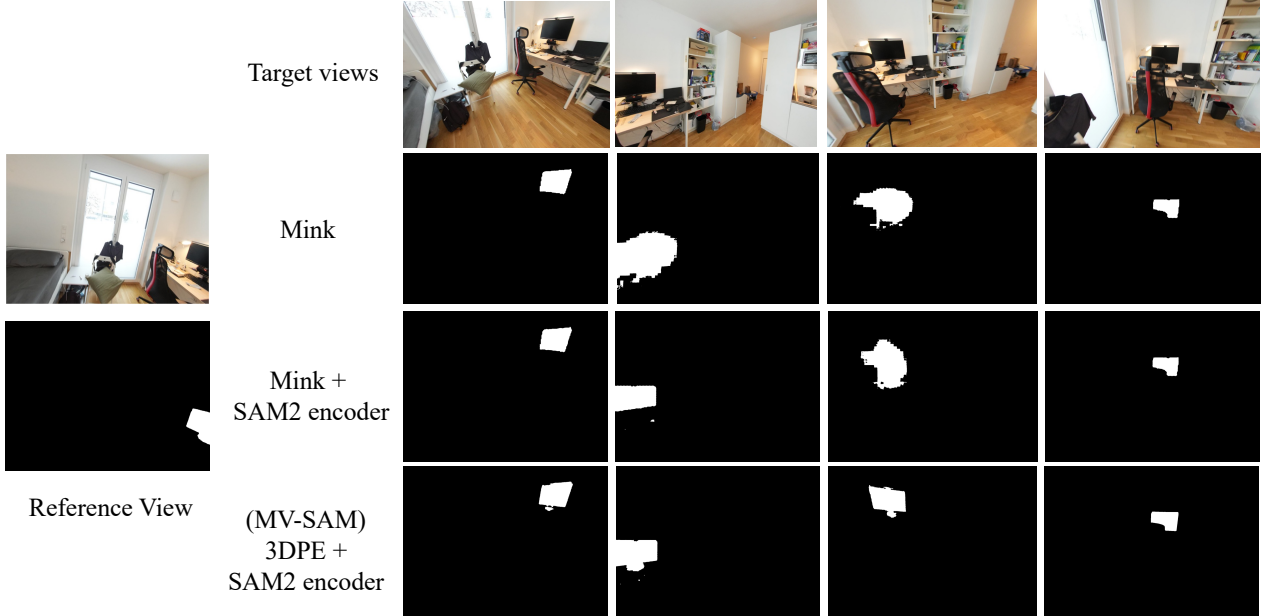 Target views
Mink
Mink +
SAM2 encoder
Reference View
(MV-SAM)
3DPE +
SAM2 encoder